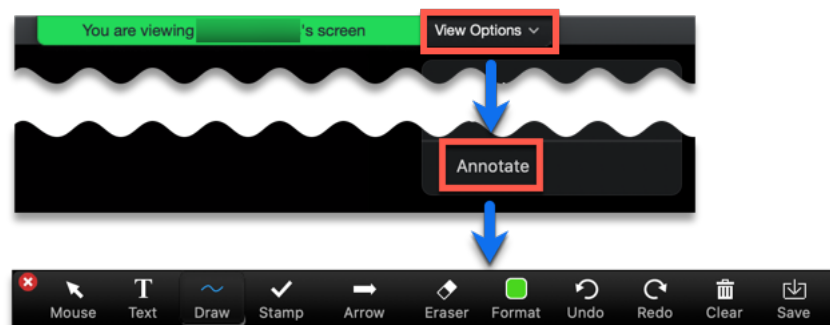 You are viewing 's screen View Options
Annotate
Mouse Text Draw Stamp Arrow Eraser Format Undo Redo Clear Save